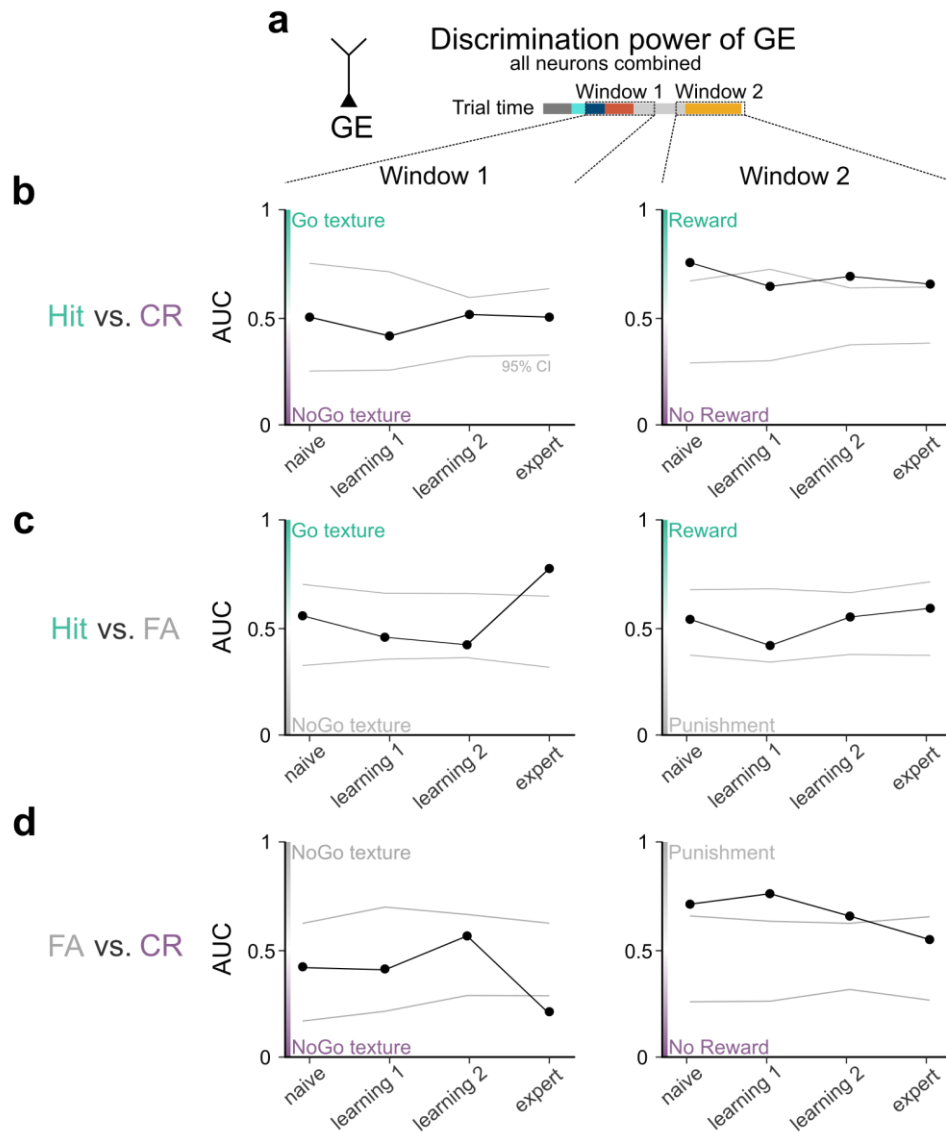 a
Discrimination power of GE
all neurons combined
Window 1 Window 2
Trial time
GE
Window 1 Window 2
b
Hit vs. CR
AUC
1
0.5
0
Go texture
95% CI
NoGo texture
naive
learning 1
learning 2
expert
1
0.5
0
Reward
No Reward
naive
learning 1
learning 2
expert
c
Hit vs. FA
AUC
1
0.5
0
Go texture
NoGo texture
naive
learning 1
learning 2
expert
1
0.5
0
Reward
Punishment
naive
learning 1
learning 2
expert
d
FA vs. CR
AUC
1
0.5
0
NoGo texture
NoGo texture
naive
learning 1
learning 2
expert
1
0.5
0
Punishment
No Reward
naive
learning 1
learning 2
expert